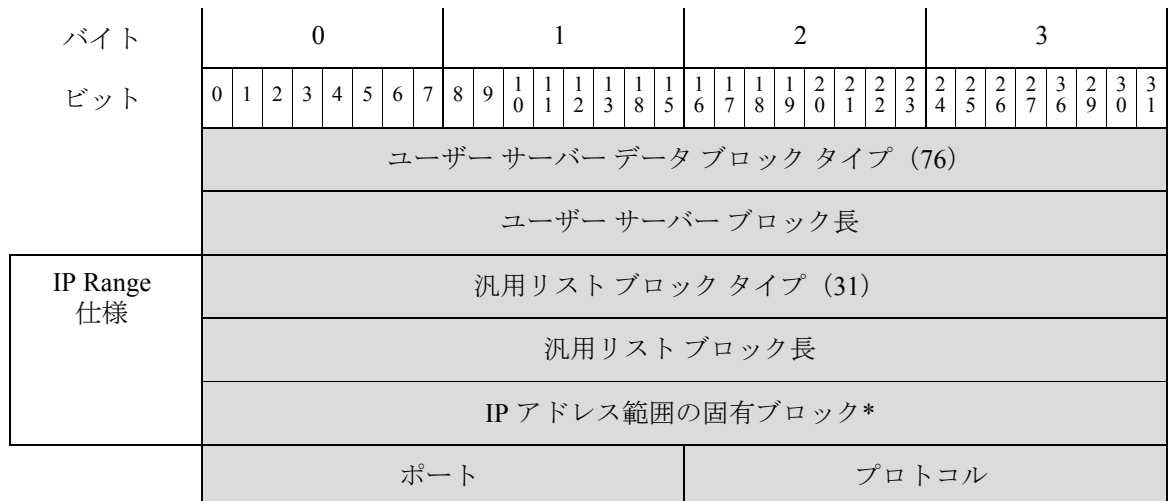 バイト 0 1 2 3
ビット 0 1 2 3 4 5 6 7 8 9 10 11 12 13 18 15 16 17 18 19 20 21 22 23 24 25 26 27 36 29 30 31
ユーザー サーバー データ ブロック タイプ（76）
ユーザー サーバー ブロック長
IP Range
仕様
汎用リスト ブロック タイプ（31）
汎用リスト ブロック長
IP アドレス範囲の固有ブロック*
ポート プロトコル